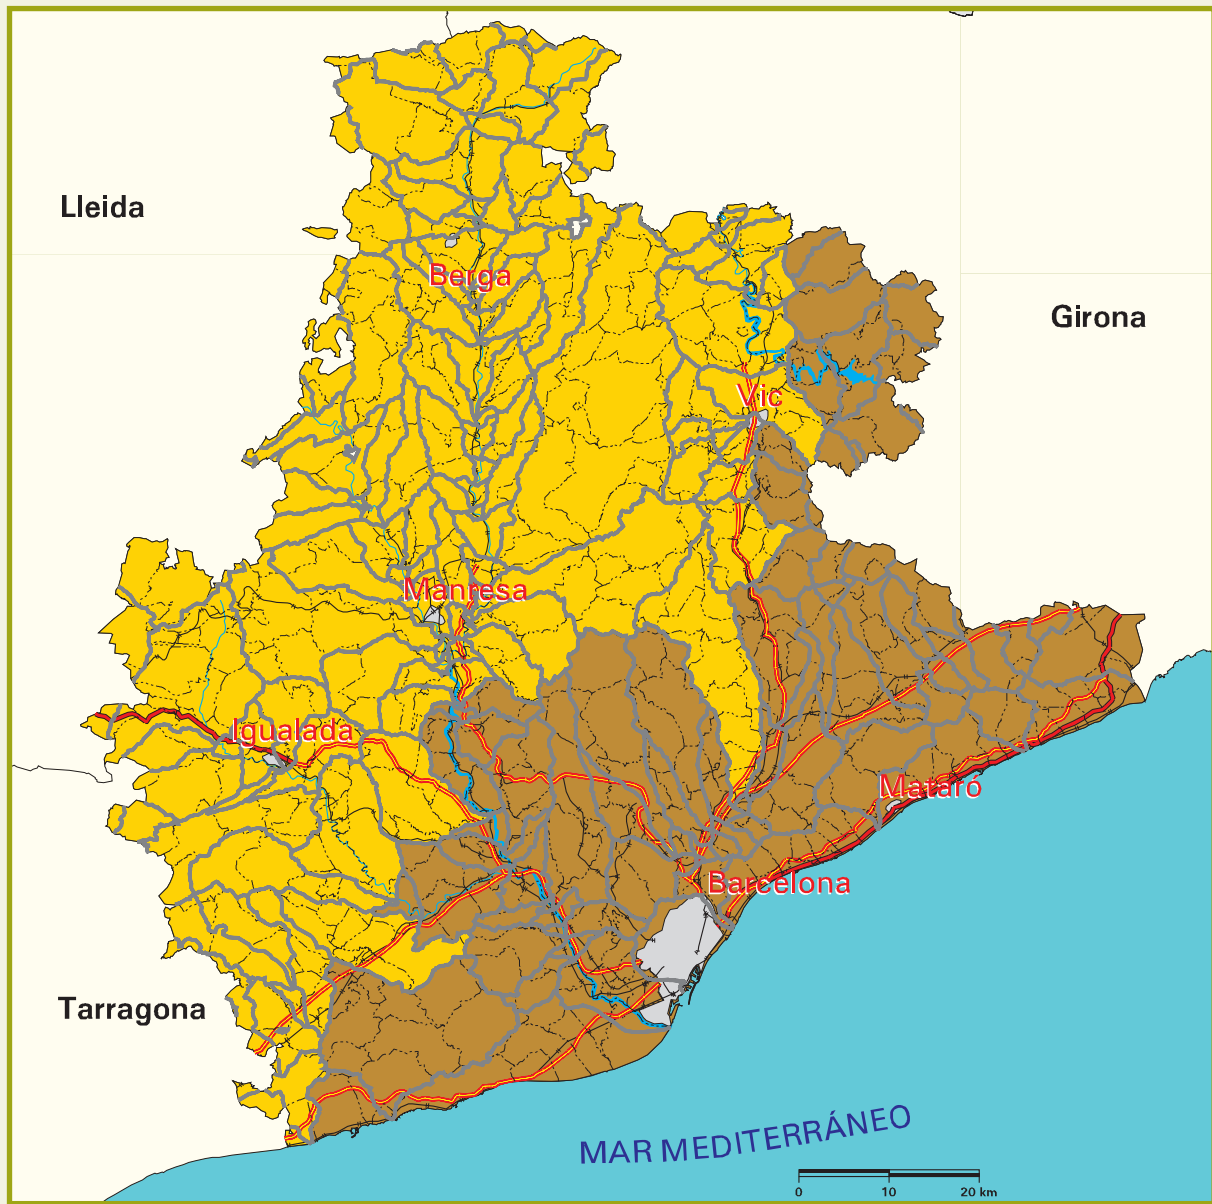 Lleida
Berga
Girona
Vic
Manresa
Igualada
Mataró
Barcelona
Tarragona
MAR MEDITERRÁNEO
0 10 20 km